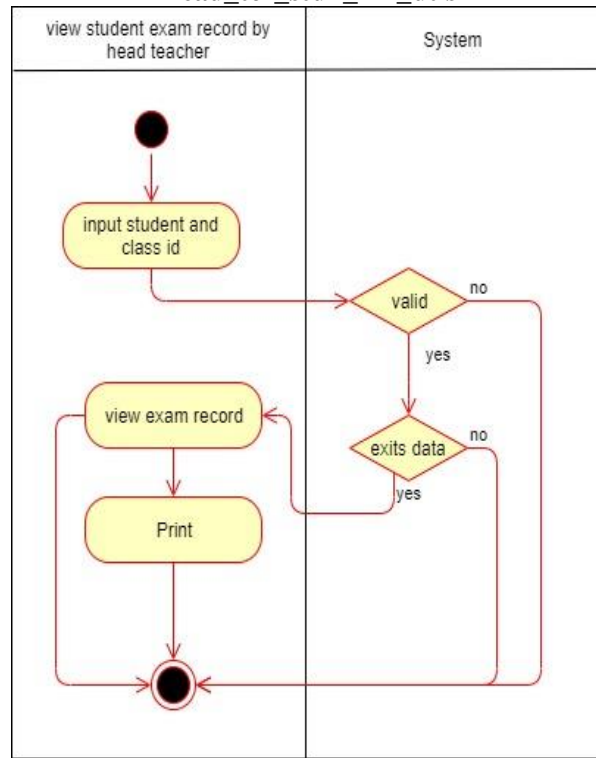 view student exam record by
head teacher
System
input student and
class id
valid
no
yes
view exam record
exits data
no
yes
Print